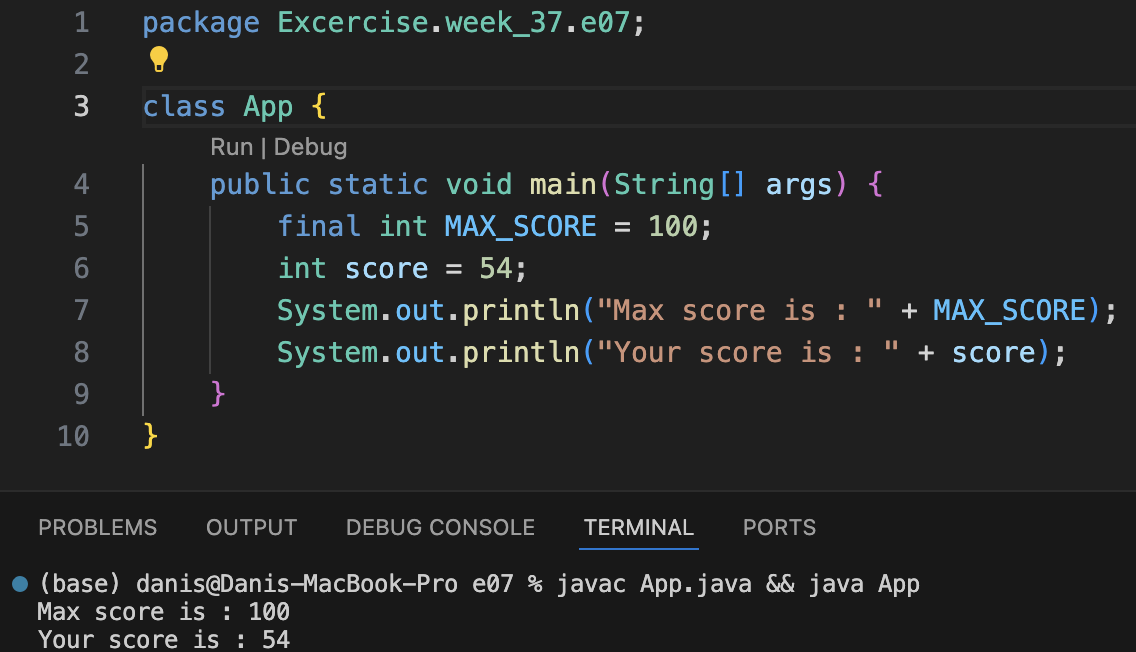 1 package Excercise.week_37.e07;
2
3 class App {
Run | Debug
4 public static void main(String[] args) {
5 final int MAX_SCORE = 100;
6 int score = 54;
7 System.out.println("Max score is : " + MAX_SCORE);
8 System.out.println("Your score is : " + score);
9 }
10 }
PROBLEMS OUTPUT DEBUG CONSOLE TERMINAL PORTS
(base) danis@Danis-MacBook-Pro e07 % javac App.java && java App
Max score is : 100
Your score is : 54